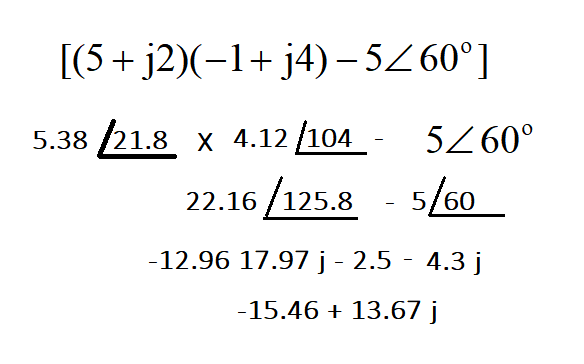 [(5 + j2)(−1 + j4) − 5∠60°]
5.38 ∠21.8 x 4.12 ∠104 - 5∠60°
22.16 ∠125.8 - 5∠60
-12.96 17.97 j - 2.5 - 4.3 j
-15.46 + 13.67 j